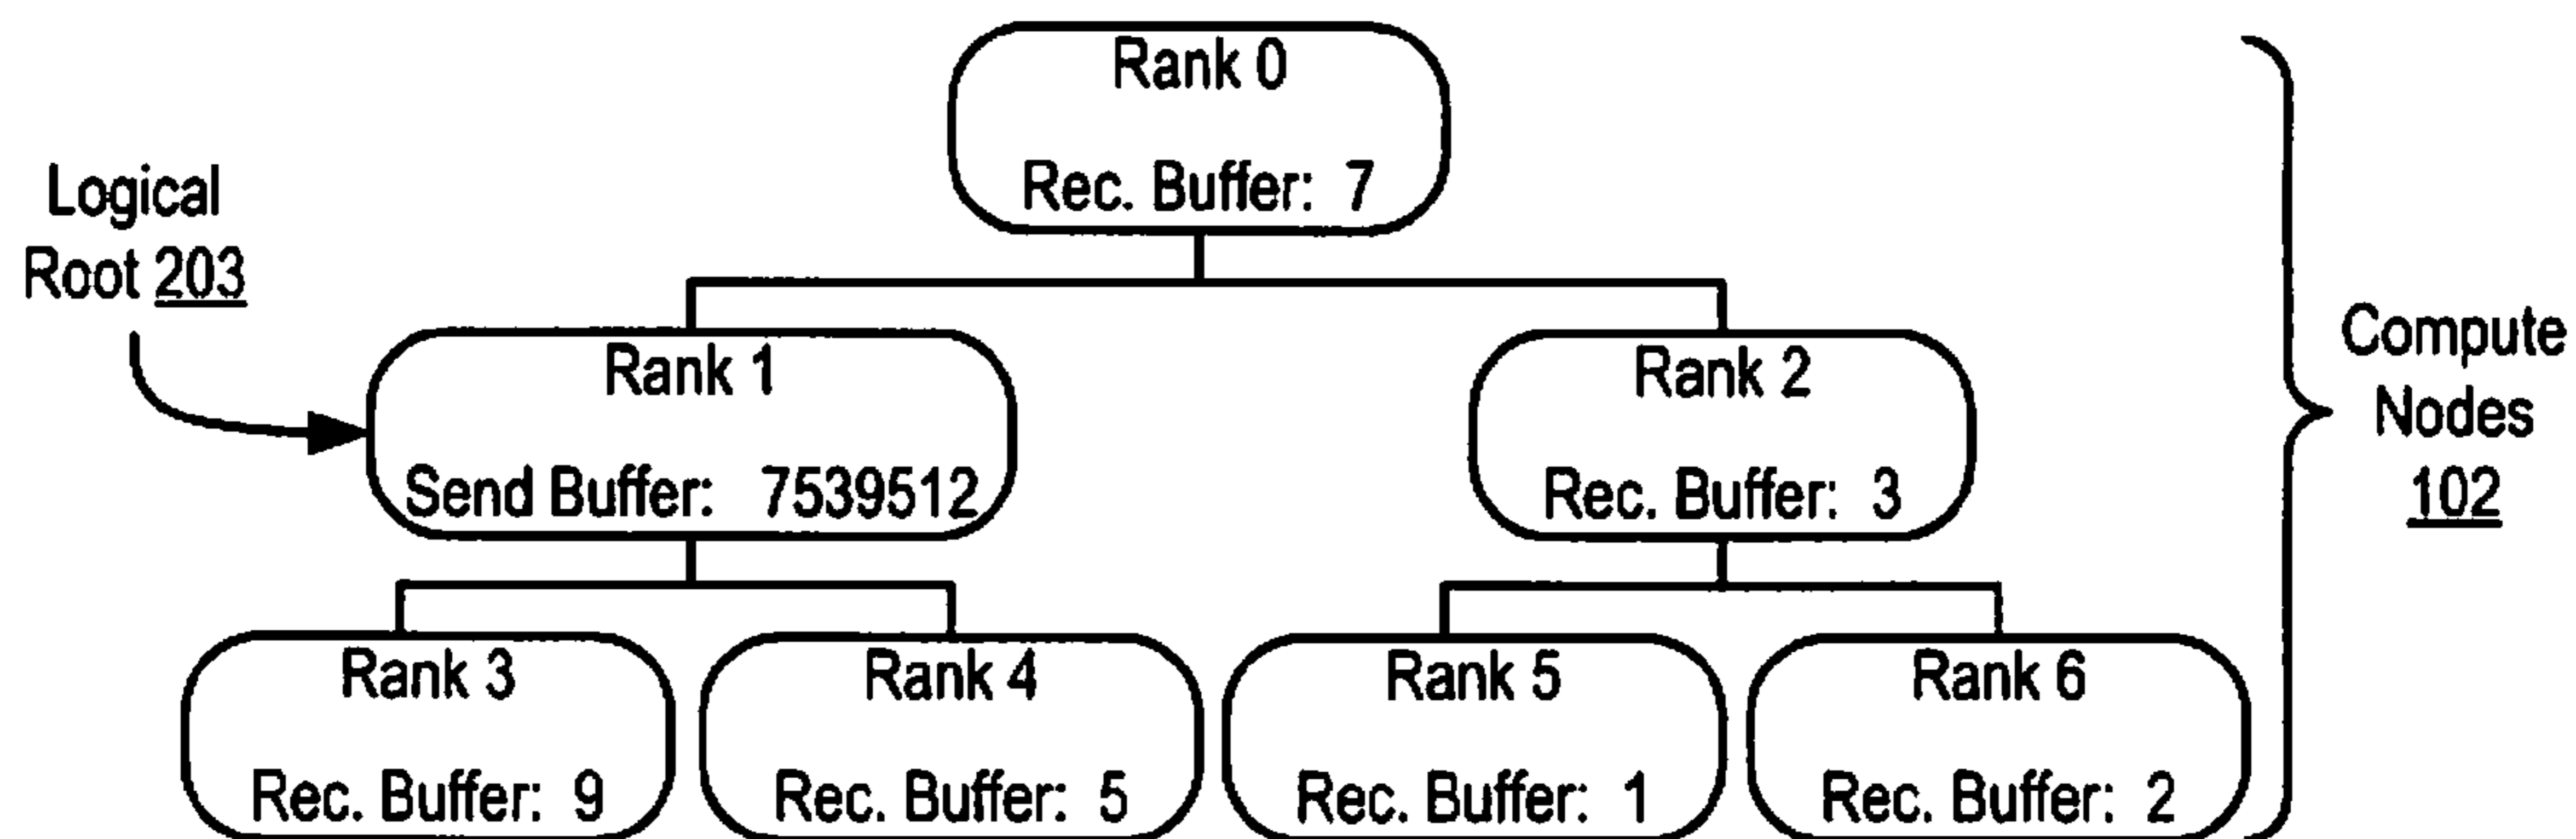 Rank 0
Rec. Buffer: 7
Logical
Root 203
Rank 1
Send Buffer: 7539512
Rank 2
Rec. Buffer: 3
Compute
Nodes
102
Rank 3
Rec. Buffer: 9
Rank 4
Rec. Buffer: 5
Rank 5
Rec. Buffer: 1
Rank 6
Rec. Buffer: 2